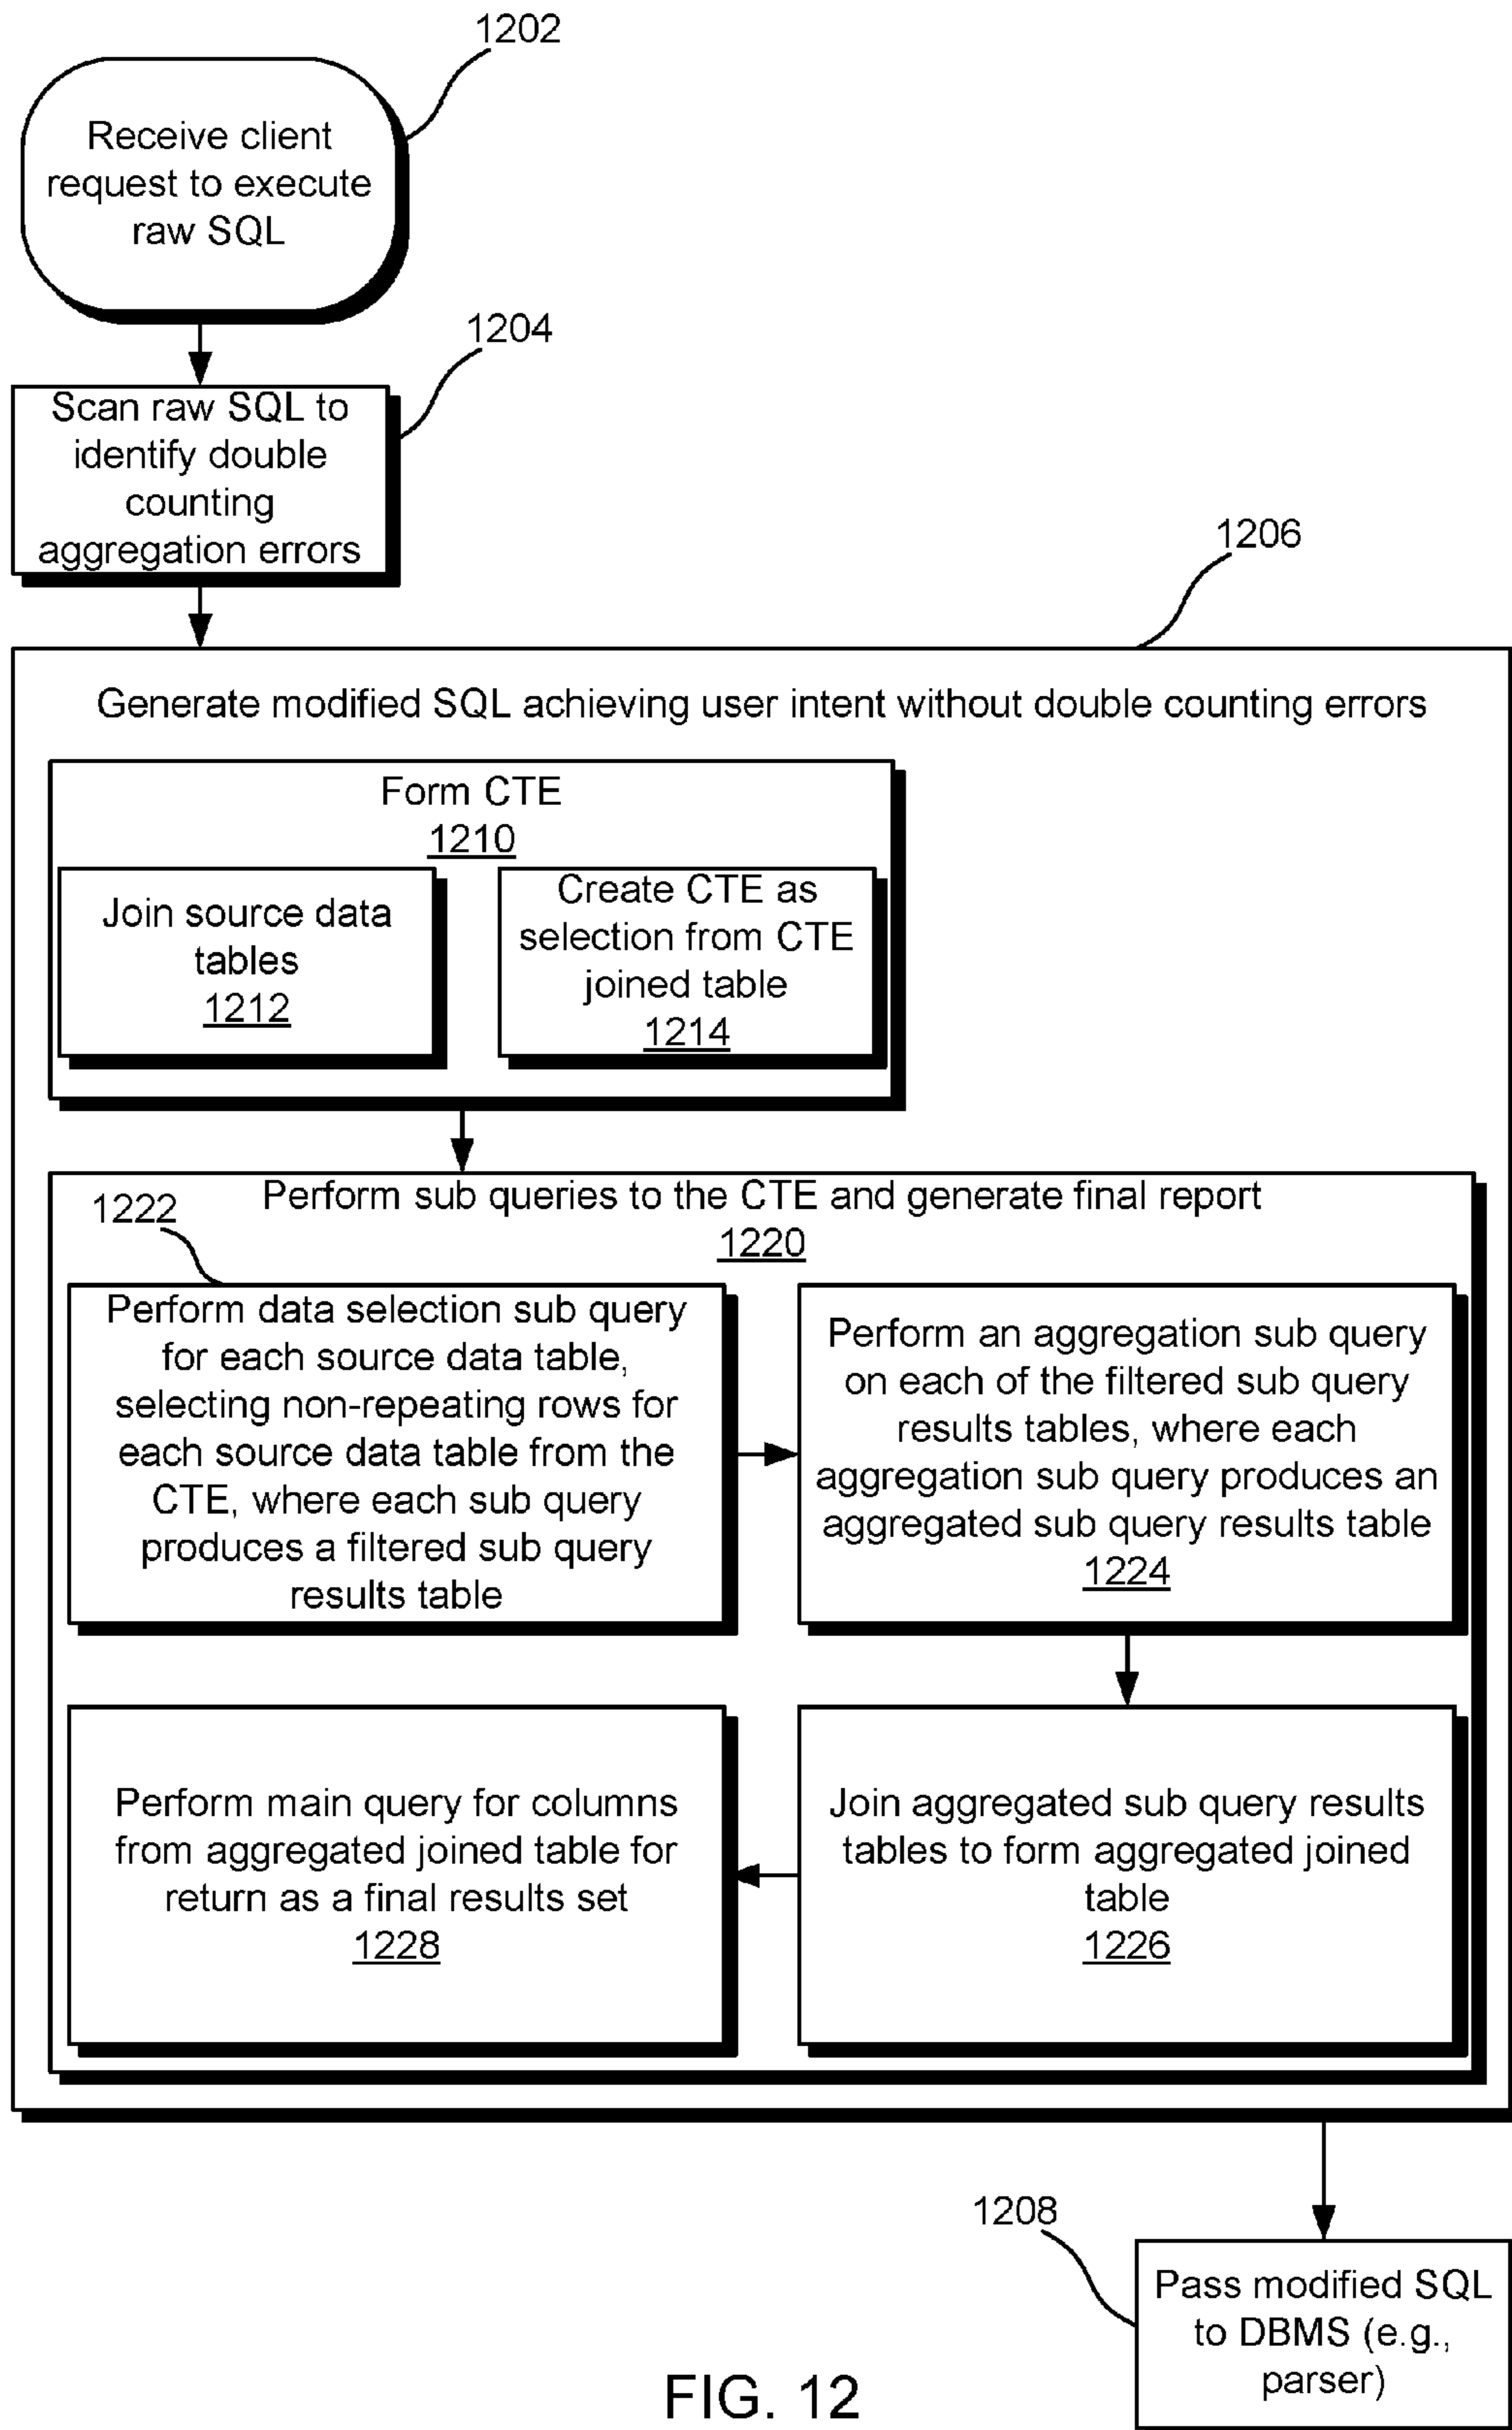 1202
Receive client
request to execute
raw SQL
1204
Scan raw SQL to
identify double
counting
aggregation errors
1206
Generate modified SQL achieving user intent without double counting errors
Form CTE
1210
Join source data
tables
1212
Create CTE as
selection from CTE
joined table
1214
Perform sub queries to the CTE and generate final report
1220
1222
Perform data selection sub query
for each source data table,
selecting non-repeating rows for
each source data table from the
CTE, where each sub query
produces a filtered sub query
results table
Perform an aggregation sub query
on each of the filtered sub query
results tables, where each
aggregation sub query produces an
aggregated sub query results table
1224
Join aggregated sub query results
tables to form aggregated joined
table
1226
Perform main query for columns
from aggregated joined table for
return as a final results set
1228
1208
Pass modified SQL
to DBMS (e.g.,
parser)
FIG. 12